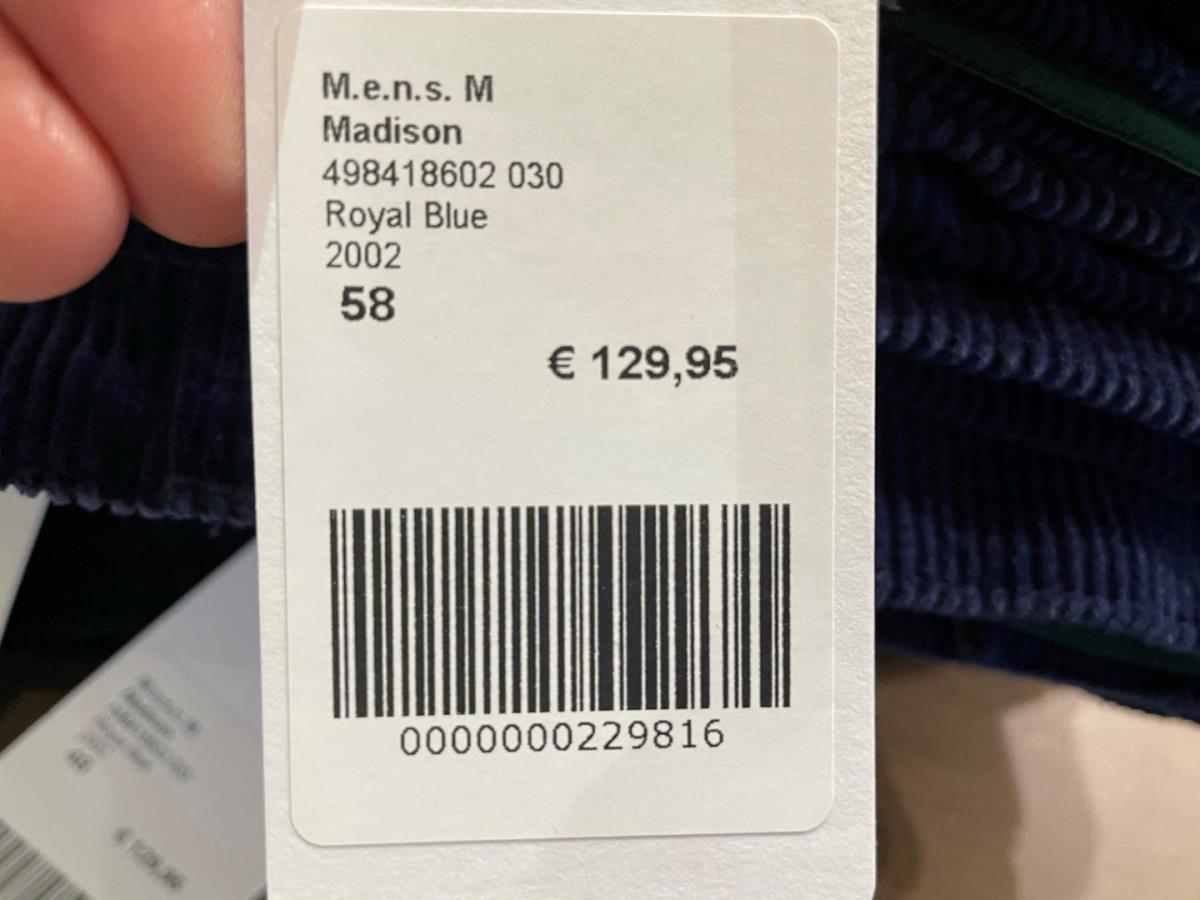 M.e.n.s. M
Madison
498418602 030
Royal Blue
2002
58
€ 129,95
0000000229816